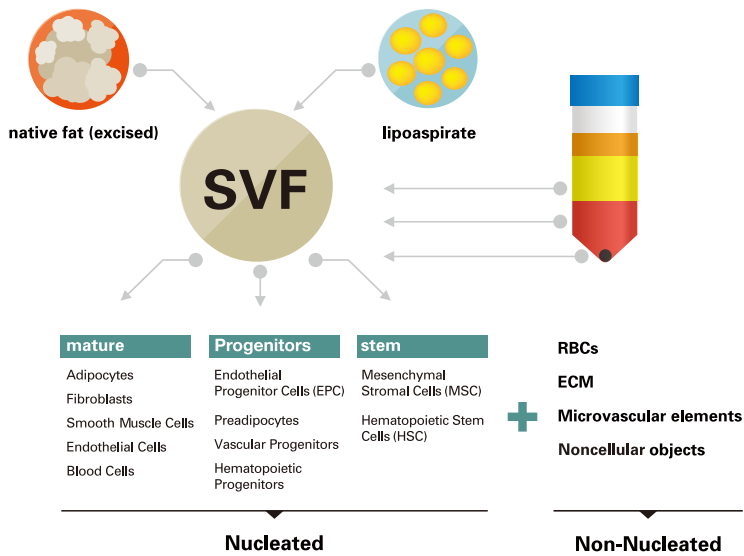 native fat (excised)
lipoaspirate
SVF
mature
Adipocytes
Fibroblasts
Smooth Muscle Cells
Endothelial Cells
Blood Cells
Progenitors
Endothelial
Progenitor Cells (EPC)
Preadipocytes
Vascular Progenitors
Hematopoietic
Progenitors
stem
Mesenchymal
Stromal Cells (MSC)
Hematopoietic Stem
Cells (HSC)
+
RBCs
ECM
Microvascular elements
Noncellular objects
Nucleated
Non-Nucleated